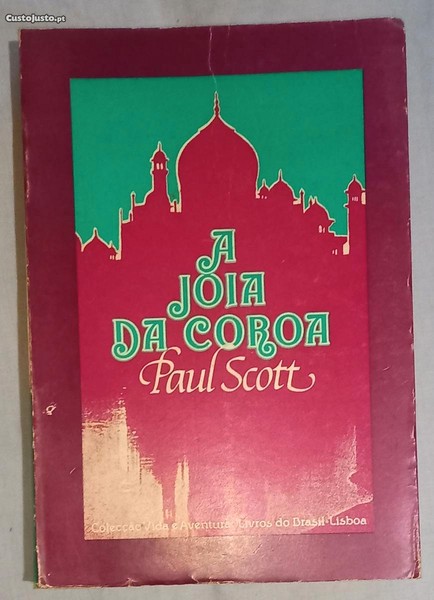 CustoJusto.pt
A
JOIA
DA COROA
Paul Scott
Colecção Vida e Aventura · Livros do Brasil · Lisboa